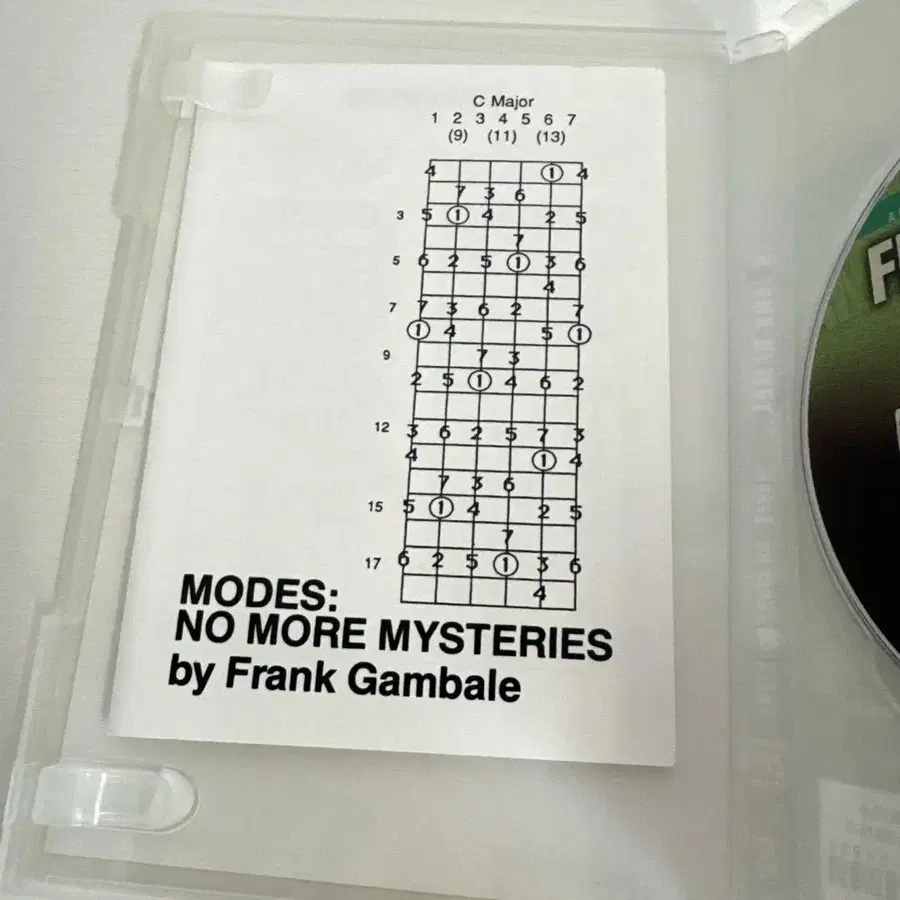 C Major
1 2 3 4 5 6 7
(9) (11) (13)
4 1 4
7 3 6
3 5 1 4 2 5
7
5 6 2 5 1 3 6
4
7 7 3 6 2 7
1 4 5 1
9 7 3
2 5 1 4 6 2
12 3 6 2 5 7 3
4 1 4
7 3 6
15 5 1 4 2 5
7
17 6 2 5 1 3 6
4
MODES:
NO MORE MYSTERIES
by Frank Gambale